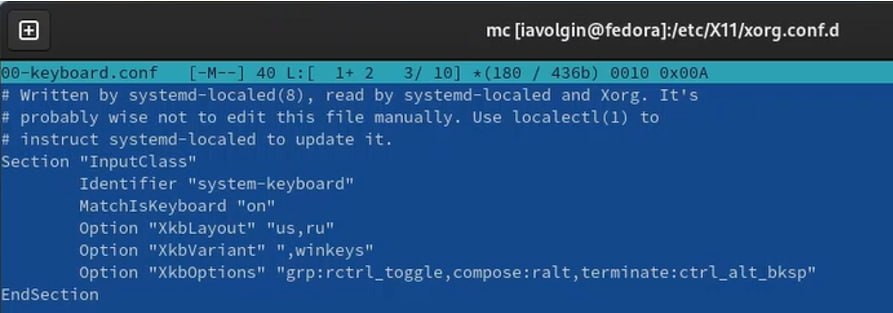 mc [iavolgin@fedora]:/etc/X11/xorg.conf.d
00-keyboard.conf   [-M--] 40 L:[  1+ 2   3/ 10] *(180 / 436b) 0010 0x00A
# Written by systemd-localed(8), read by systemd-localed and Xorg. It's
# probably wise not to edit this file manually. Use localectl(1) to
# instruct systemd-localed to update it.
Section "InputClass"
        Identifier "system-keyboard"
        MatchIsKeyboard "on"
        Option "XkbLayout" "us,ru"
        Option "XkbVariant" ",winkeys"
        Option "XkbOptions" "grp:rctrl_toggle,compose:ralt,terminate:ctrl_alt_bksp"
EndSection